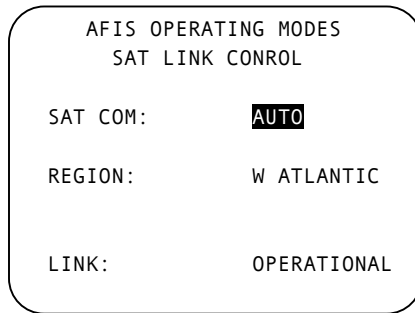 AFIS OPERATING MODES
SAT LINK CONROL
SAT COM: AUTO
REGION: W ATLANTIC
LINK: OPERATIONAL